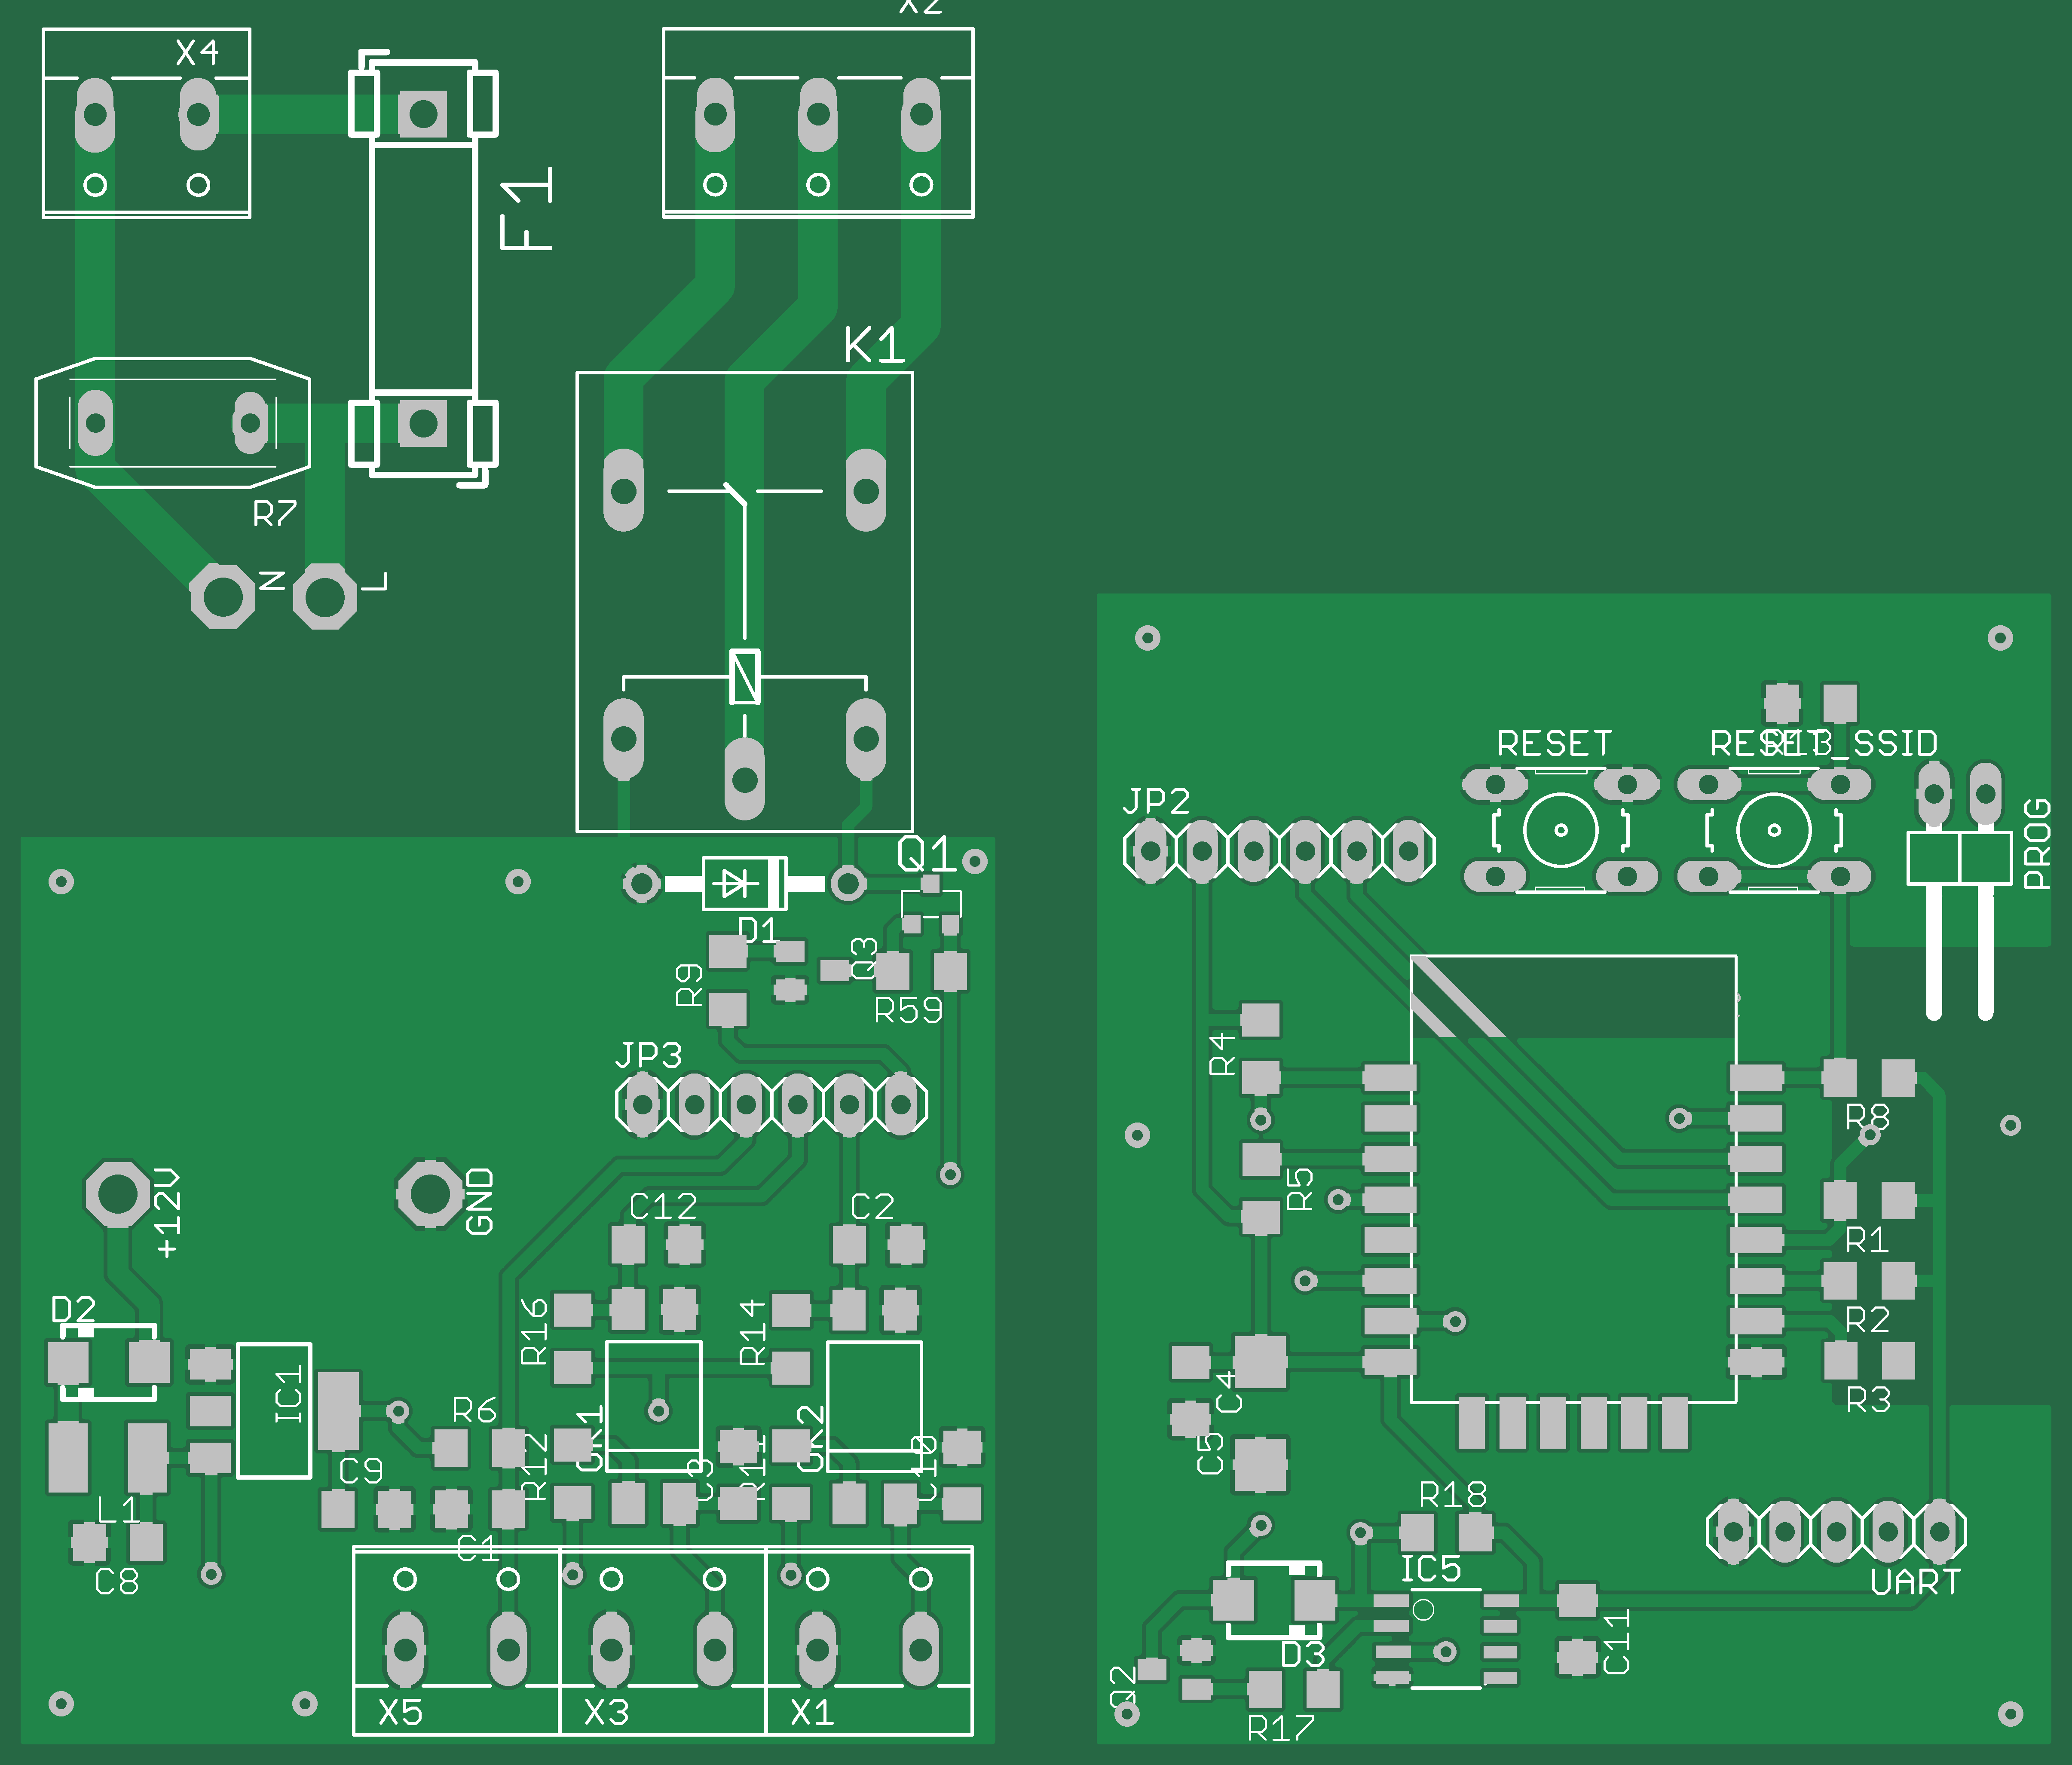 X2
X4
F1
K1
R7
N
L
RESET
RESET_SSID
R13
JP2
PROG
Q1
D1
Q3
R9
R59
JP3
R4
R8
+12V
GND
C12
C2
R5
R1
D2
R16
R14
R2
IC1
C4
R3
R6
OK1
OK2
R12
C3
R11
C10
C9
C5
L1
R18
C1
C8
IC5
UART
C11
D3
Q2
X5
X3
X1
R17